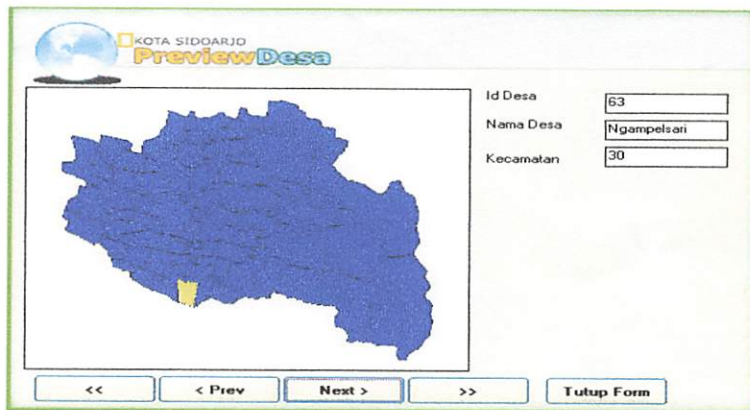 KOTA SIDOARJO
PreviewDesa
Id Desa 63
Nama Desa Ngampelsari
Kecamatan 30
<< < Prev Next > >> Tutup Form